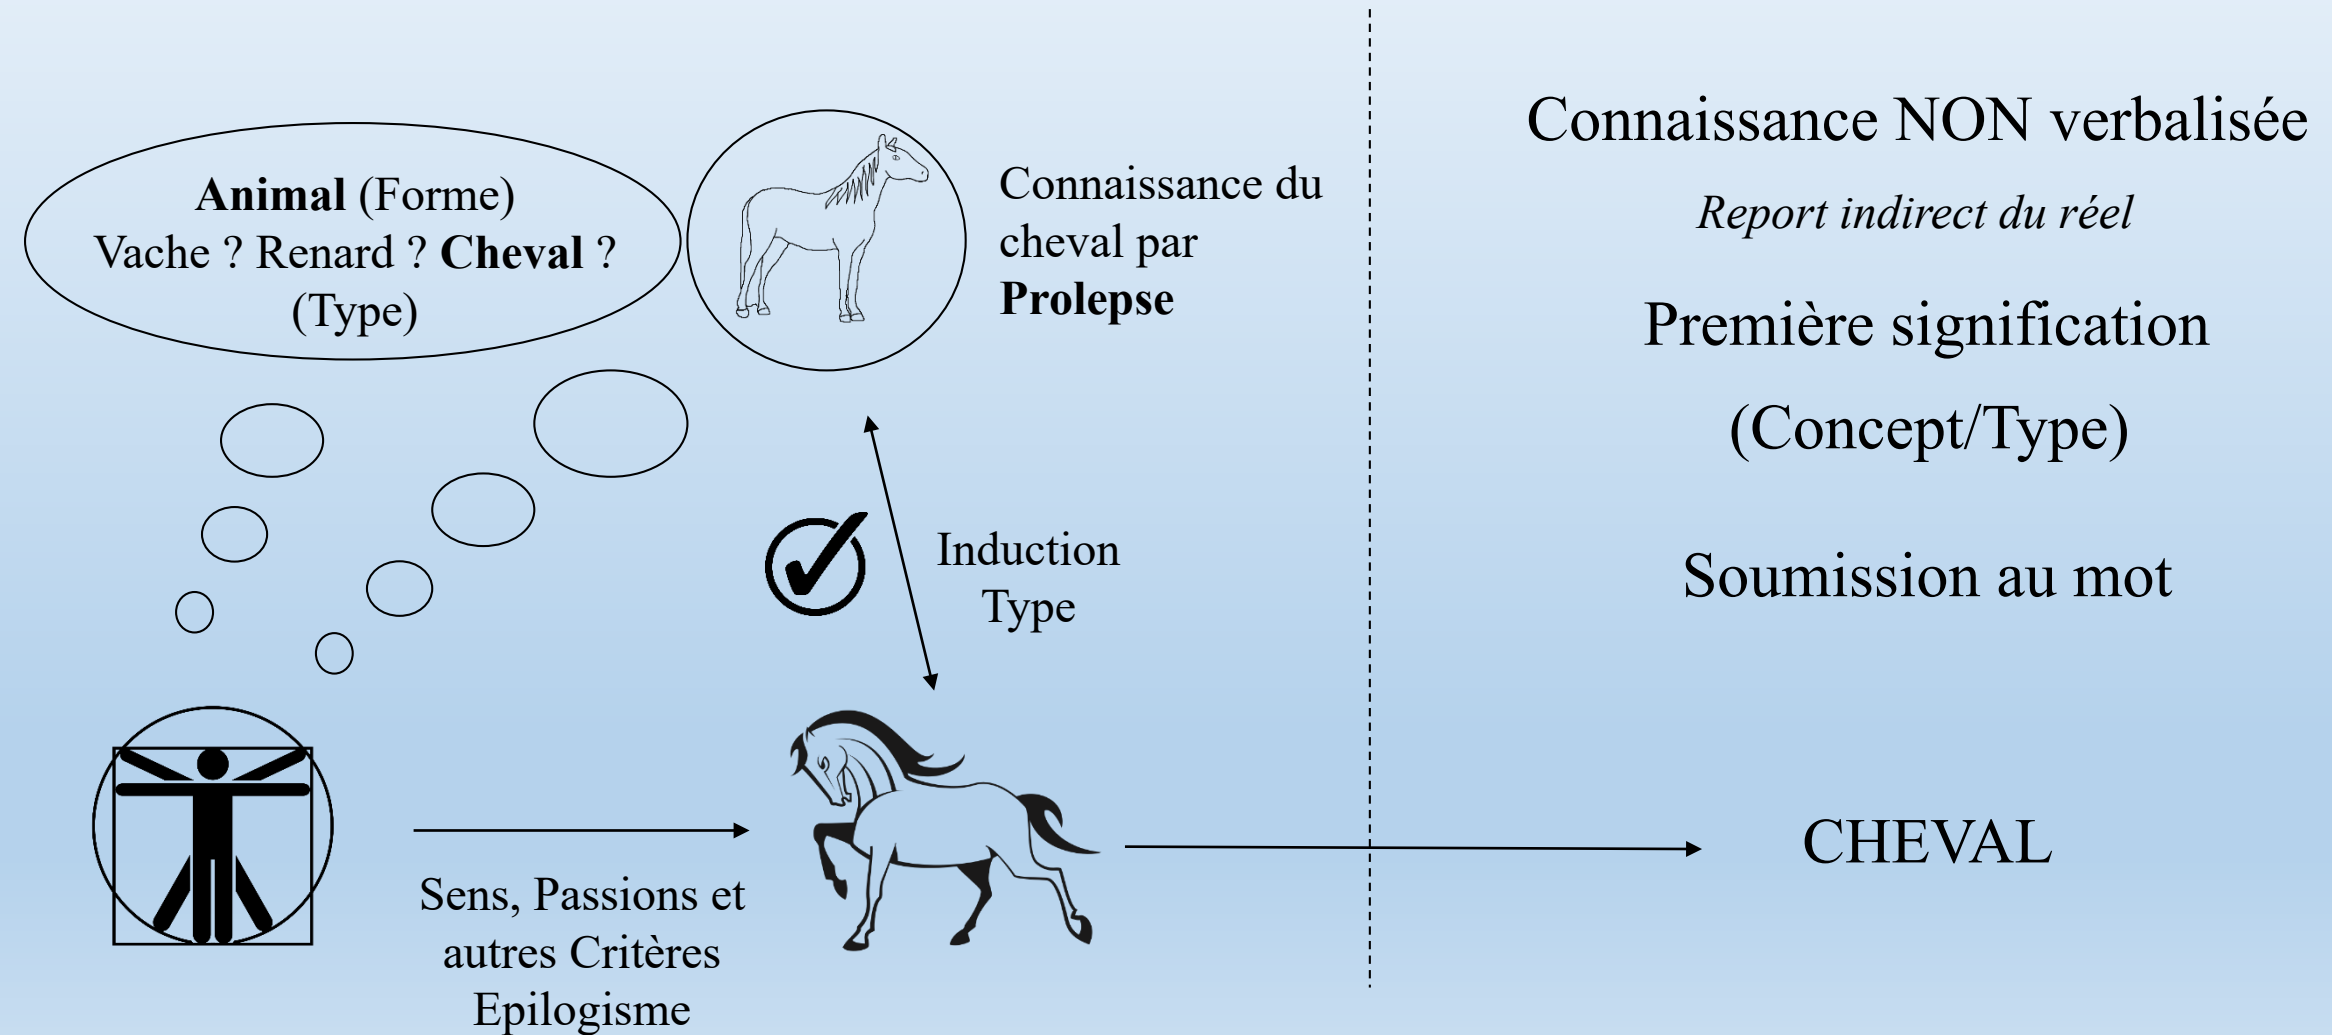 Animal (Forme)
Vache ? Renard ? Cheval ?
(Type)
Connaissance du
cheval par
Prolepse
Induction
Type
Sens, Passions et
autres Critères
Epilogisme
Connaissance NON verbalisée
Report indirect du réel
Première signification
(Concept/Type)
Soumission au mot
CHEVAL